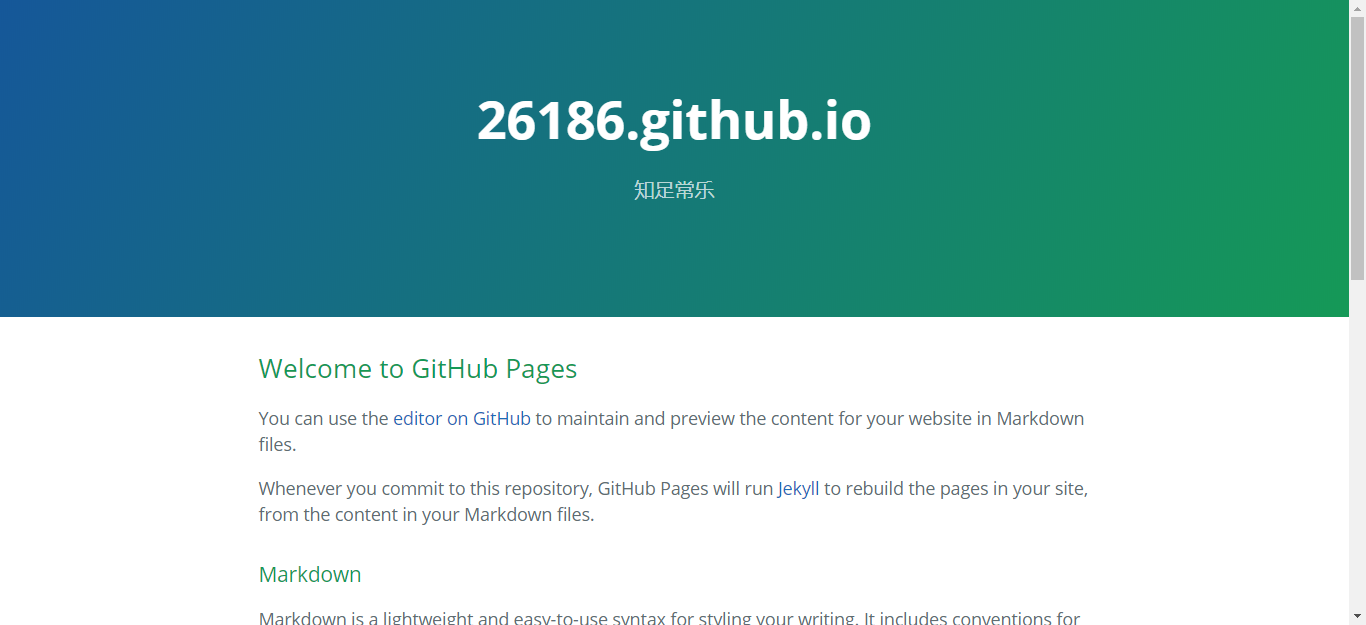 26186.github.io
知足常乐
Welcome to GitHub Pages
You can use the editor on GitHub to maintain and preview the content for your website in Markdown
files.
Whenever you commit to this repository, GitHub Pages will run Jekyll to rebuild the pages in your site,
from the content in your Markdown files.
Markdown
Markdown is a lightweight and easy-to-use syntax for styling your writing. It includes conventions for